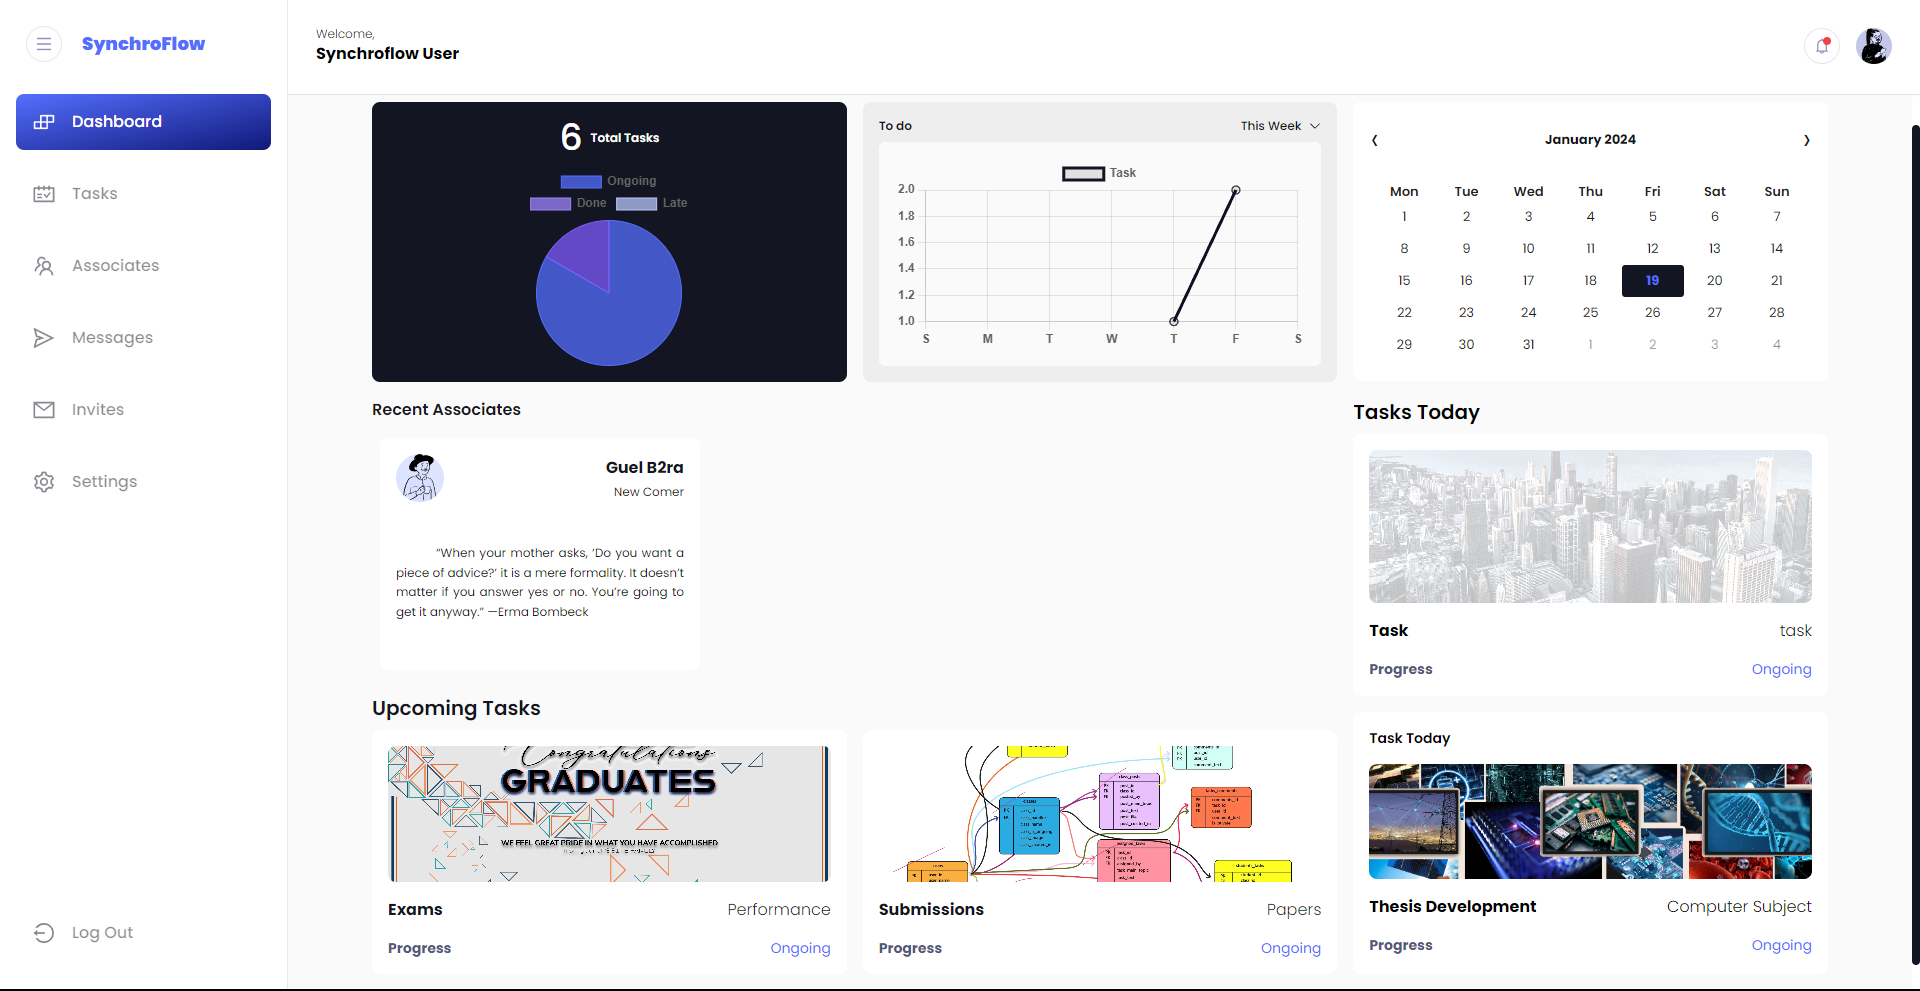 SynchroFlow
Dashboard
Tasks
Associates
Messages
Invites
Settings
Log Out
Welcome,
Synchroflow User
6 Total Tasks
Ongoing
Done Late
To do This Week
Task
2.0
1.8
1.6
1.4
1.2
1.0
S M T W T F S
‹ January 2024 ›
Mon Tue Wed Thu Fri Sat Sun
1 2 3 4 5 6 7
8 9 10 11 12 13 14
15 16 17 18 19 20 21
22 23 24 25 26 27 28
29 30 31 1 2 3 4
Recent Associates
Guel B2ra
New Comer
“When your mother asks, ‘Do you want a
piece of advice?’ it is a mere formality. It doesn’t
matter if you answer yes or no. You’re going to
get it anyway.” —Erma Bombeck
Tasks Today
Task task
Progress Ongoing
Task Today
Thesis Development Computer Subject
Progress Ongoing
Upcoming Tasks
Congratulations
GRADUATES
WE FEEL GREAT PRIDE IN WHAT YOU HAVE ACCOMPLISHED
Exams Performance
Progress Ongoing
class_posts
classes
Submissions Papers
Progress Ongoing